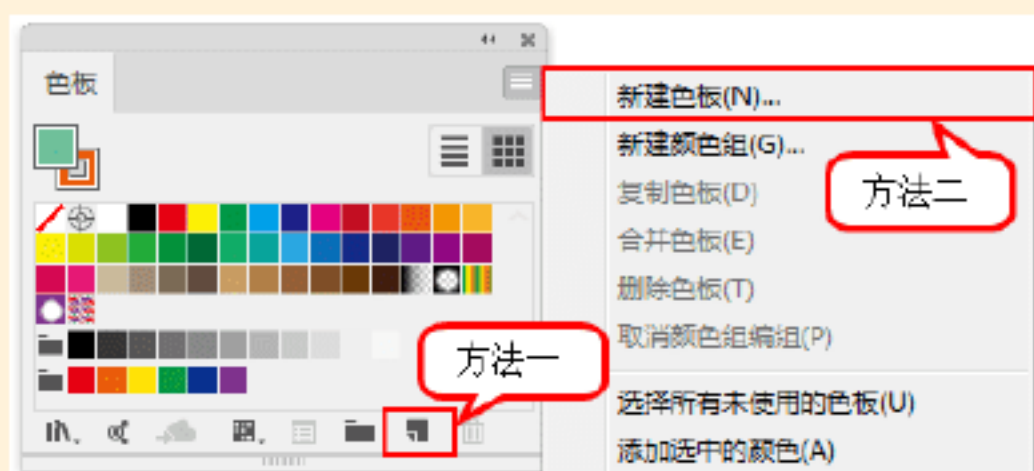 色板
新建色板(N)...
新建颜色组(G)...
方法二
复制色板(D)
合并色板(E)
删除色板(T)
取消颜色组编组(P)
方法一
选择所有未使用的色板(U)
添加选中的颜色(A)